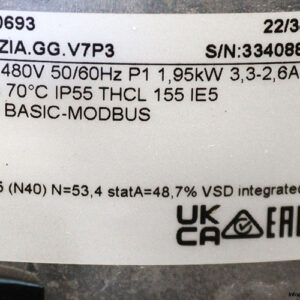 0693 22/3
ZIA.GG.V7P3 S/N:334088
480V 50/60Hz P1 1,95kW 3,3-2,6A
70°C IP55 THCL 155 IE5
BASIC-MODBUS
5 (N40) N=53,4 statA=48,7% VSD integrated
UK
CA EAC